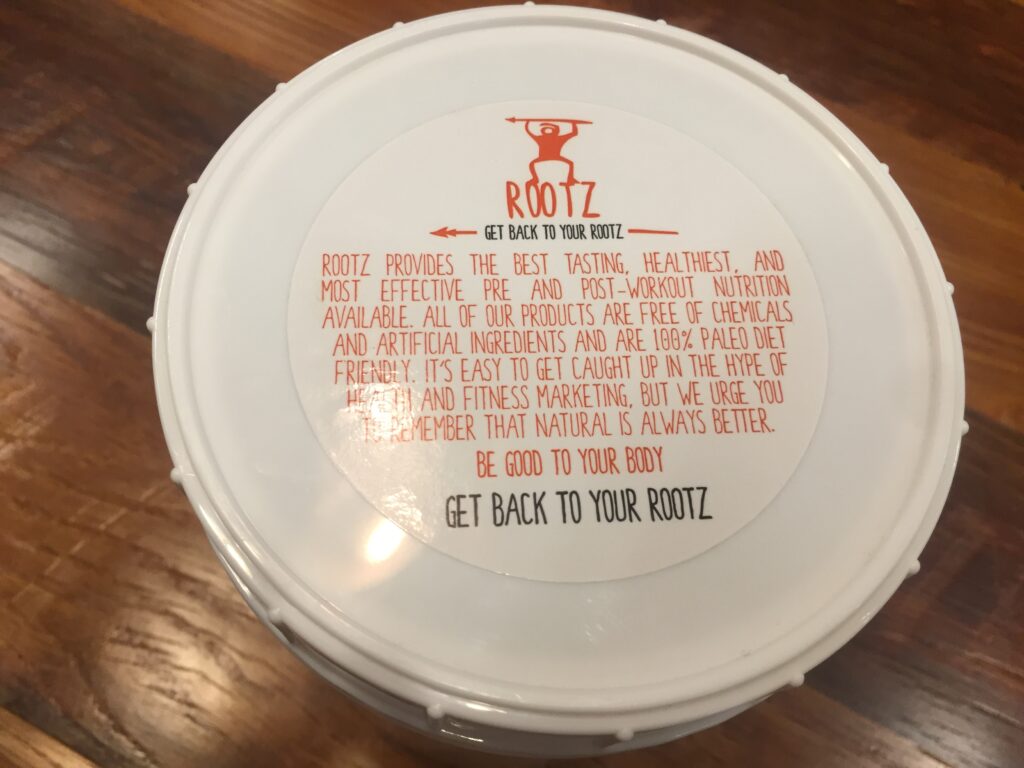 ROOTZ
GET BACK TO YOUR ROOTZ
ROOTZ PROVIDES THE BEST TASTING, HEALTHIEST, AND
MOST EFFECTIVE PRE AND POST-WORKOUT NUTRITION
AVAILABLE. ALL OF OUR PRODUCTS ARE FREE OF CHEMICALS
AND ARTIFICIAL INGREDIENTS AND ARE 100% PALEO DIET
FRIENDLY. IT'S EASY TO GET CAUGHT UP IN THE HYPE OF
HEALTH AND FITNESS MARKETING, BUT WE URGE YOU
TO REMEMBER THAT NATURAL IS ALWAYS BETTER.
BE GOOD TO YOUR BODY
GET BACK TO YOUR ROOTZ